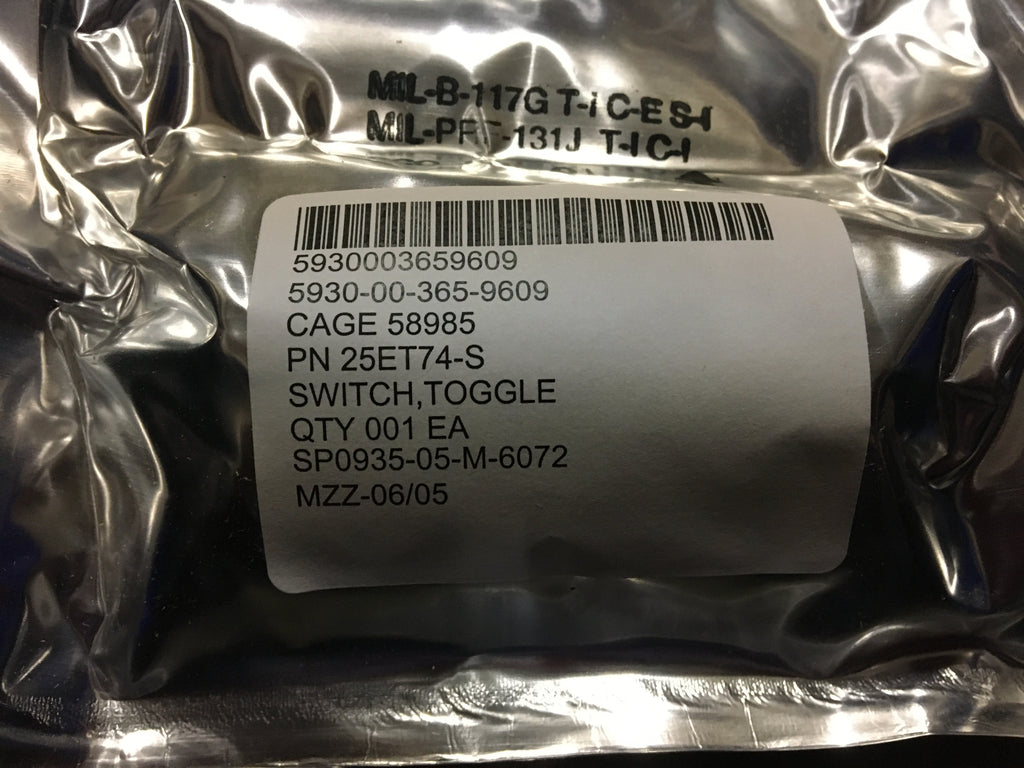 MIL-B-117G T-I C-E S-I
MIL-PRF-131J T-I C-I
5930003659609
5930-00-365-9609
CAGE 58985
PN 25ET74-S
SWITCH,TOGGLE
QTY 001 EA
SP0935-05-M-6072
MZZ-06/05